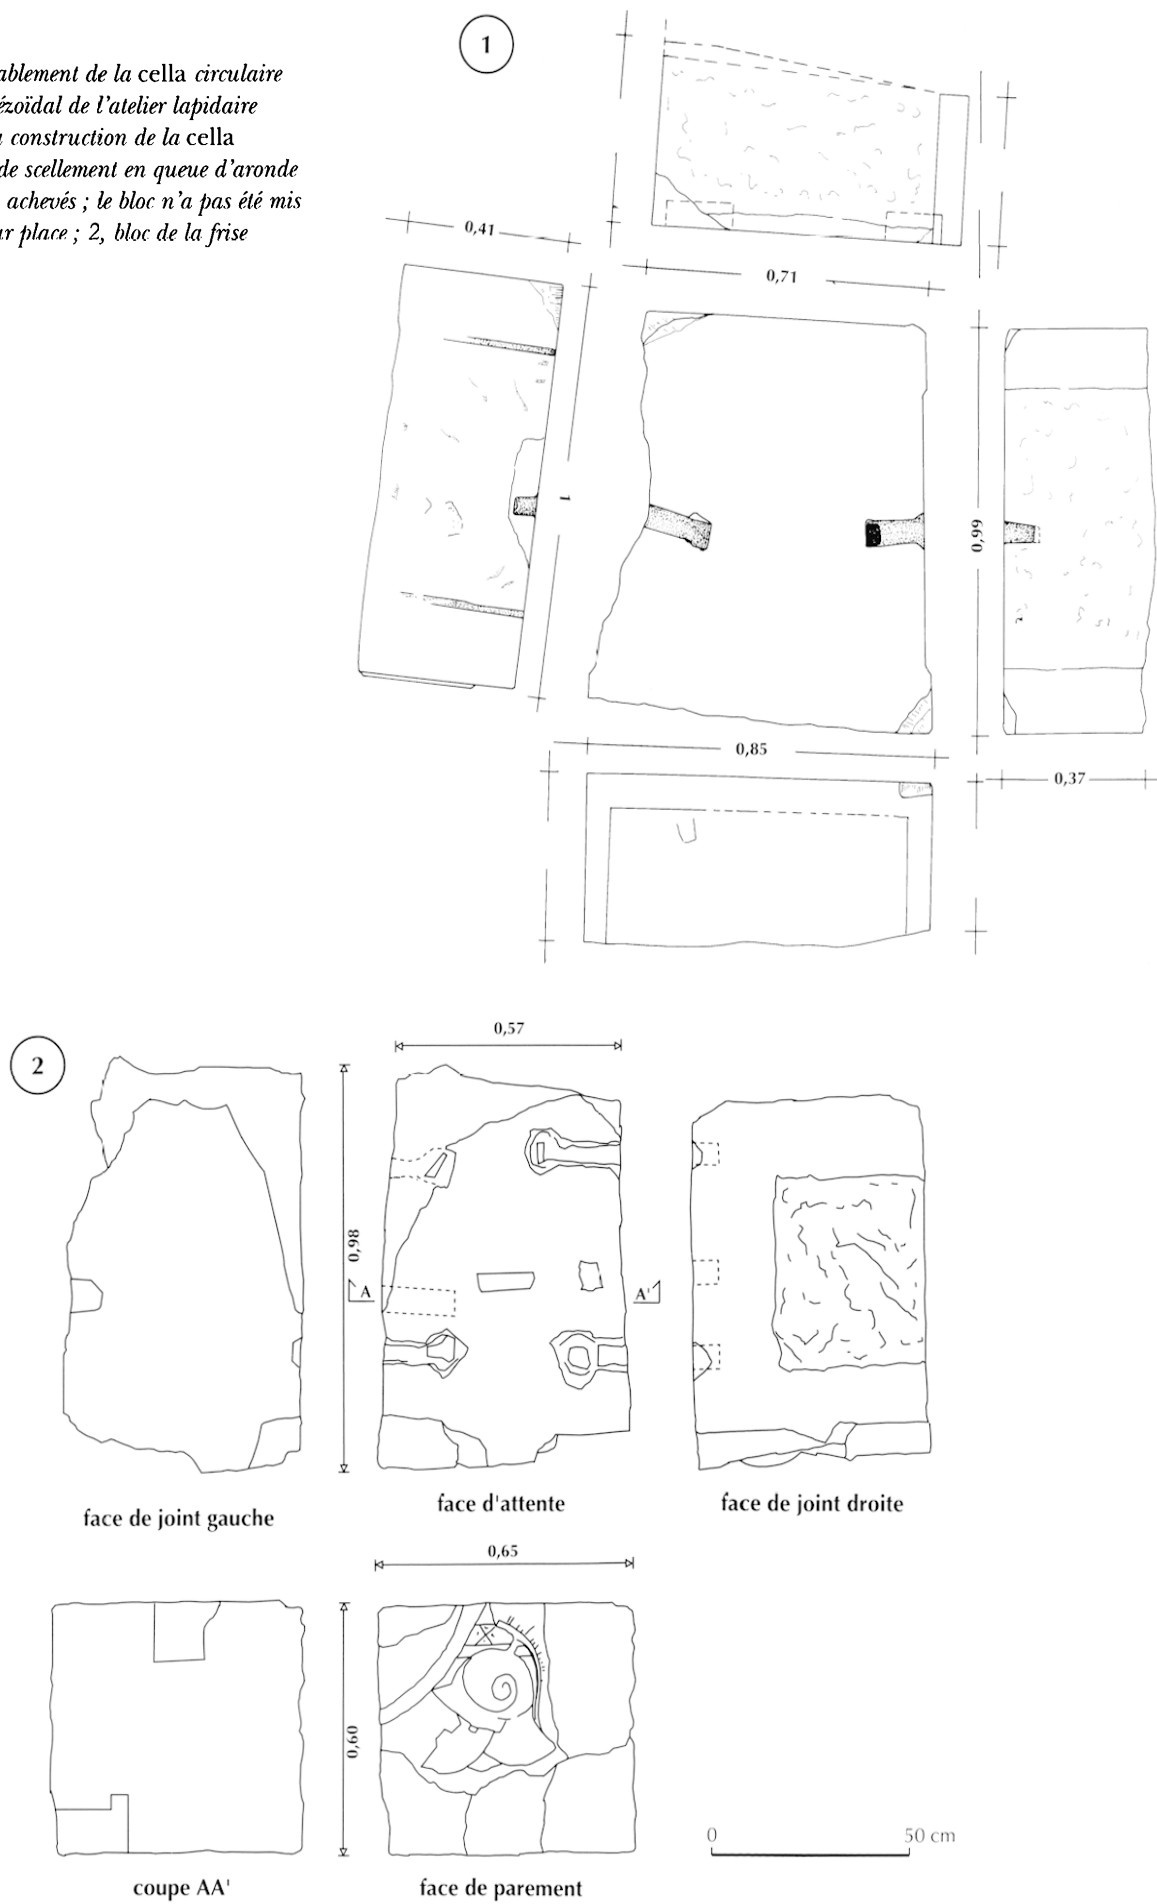 ablement de la cella circulaire
ézoïdal de l'atelier lapidaire
construction de la cella
de scellement en queue d'aronde
achevés ; le bloc n'a pas été mis
r place ; 2, bloc de la frise
1
0,41
0,71
1
0,99
0,85
0,37
2
0,57
0,98
A
A'
face de joint gauche
face d'attente
face de joint droite
0,65
0,60
0
50 cm
coupe AA'
face de parement